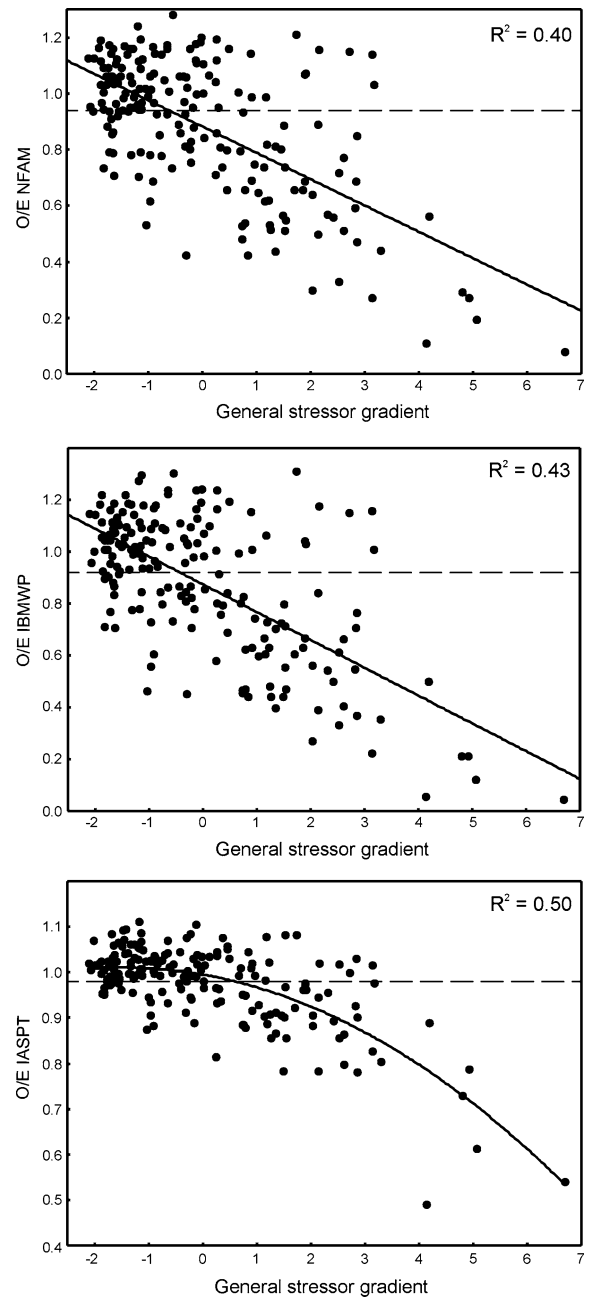 R² = 0.40
1.2
1.0
0.8
0.6
0.4
0.2
0.0
O/E NFAM
-2 -1 0 1 2 3 4 5 6 7
General stressor gradient
R² = 0.43
1.2
1.0
0.8
0.6
0.4
0.2
0.0
O/E IBMWP
-2 -1 0 1 2 3 4 5 6 7
General stressor gradient
R² = 0.50
1.1
1.0
0.9
0.8
0.7
0.6
0.5
0.4
O/E IASPT
-2 -1 0 1 2 3 4 5 6 7
General stressor gradient